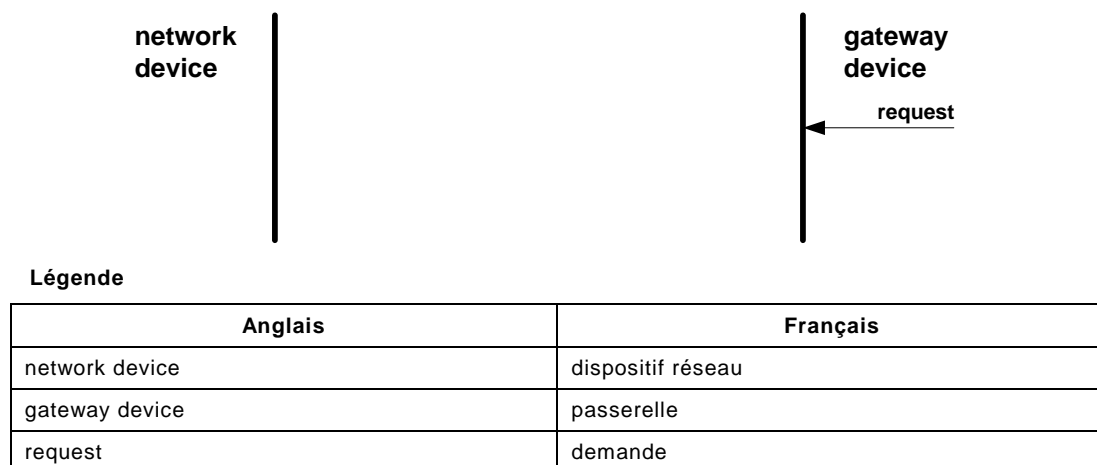 network
device
gateway
device
request
Légende
Anglais Français
network device dispositif réseau
gateway device passerelle
request demande